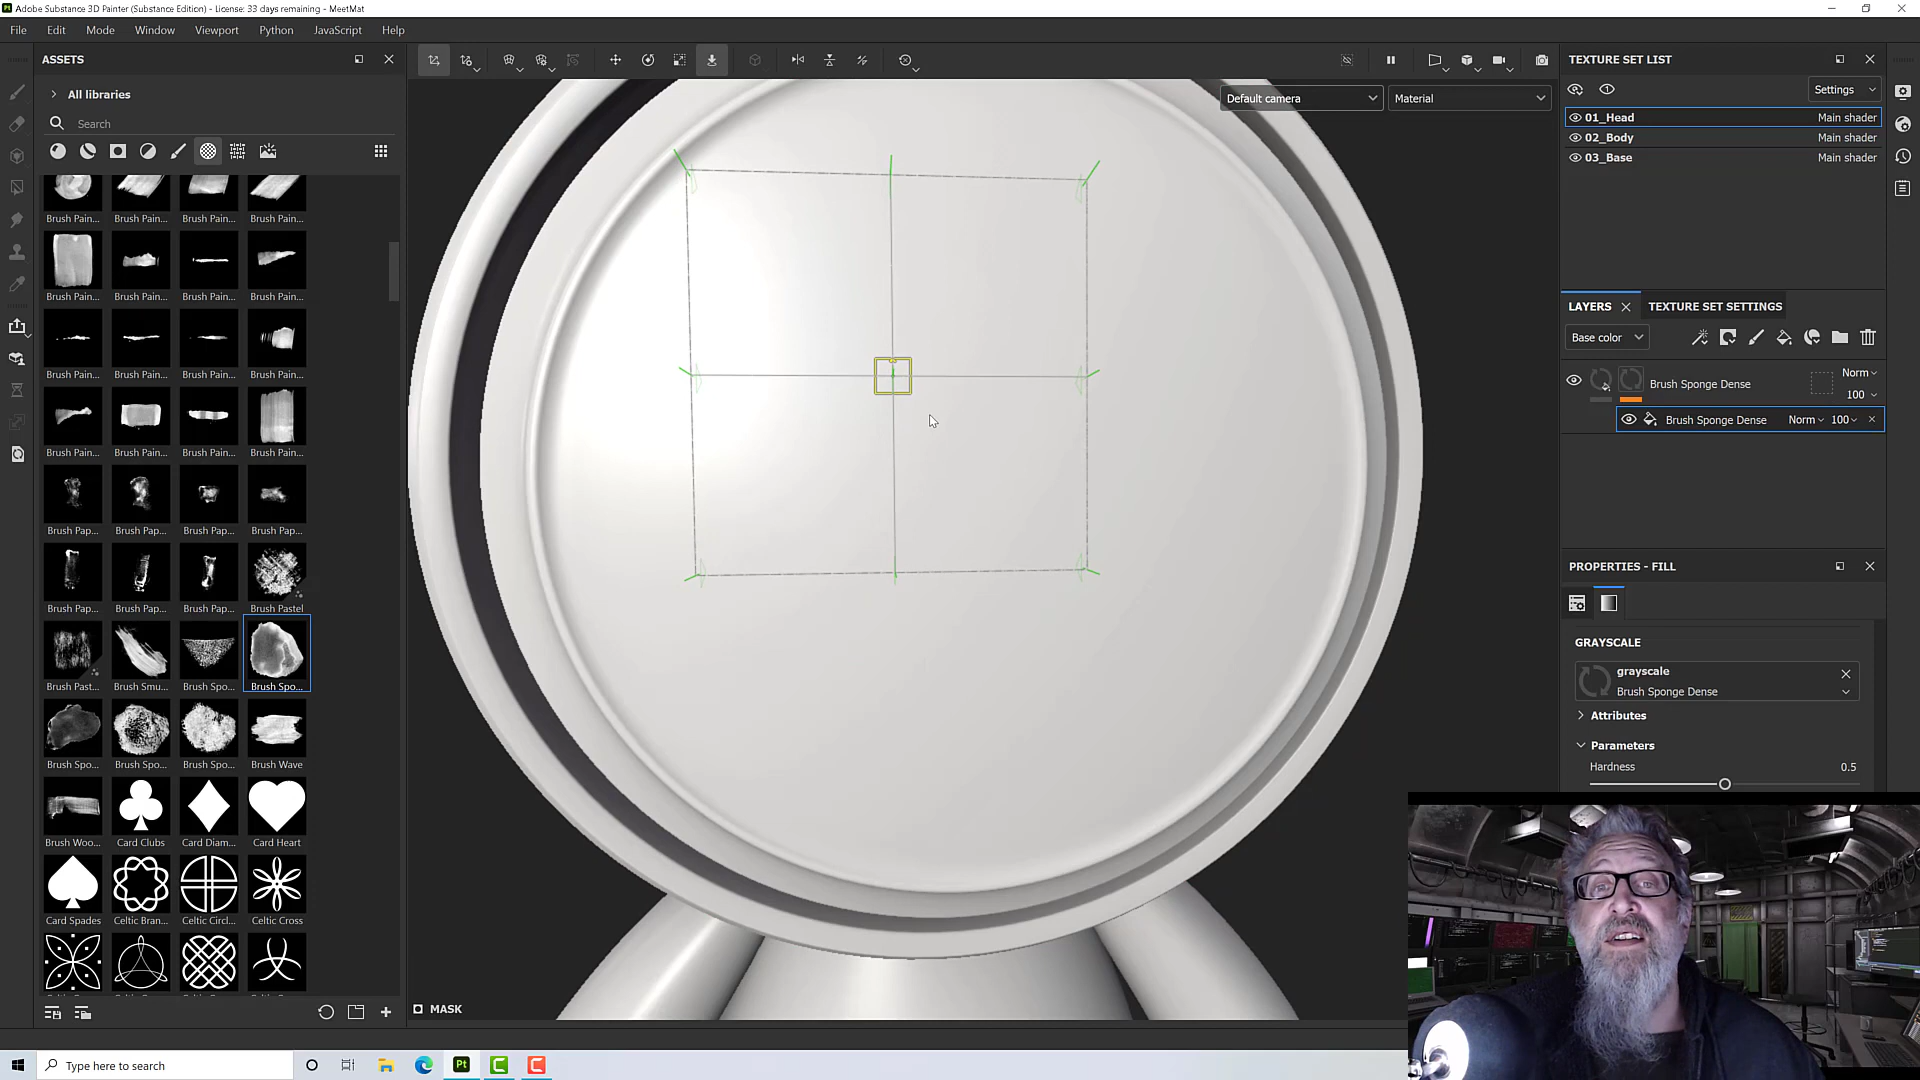 Adobe Substance 3D Painter (Substance Edition) - License: 33 days remaining - MeetMat
File Edit Mode Window Viewport Python JavaScript Help
ASSETS
All libraries
Search
Brush Pain... Brush Pain... Brush Pain... Brush Pain...
Brush Pain... Brush Pain... Brush Pain... Brush Pain...
Brush Pain... Brush Pain... Brush Pain... Brush Pain...
Brush Pain... Brush Pain... Brush Pain... Brush Pain...
Brush Pap... Brush Pap... Brush Pap... Brush Pap...
Brush Pap... Brush Pap... Brush Pap... Brush Pastel
Brush Past... Brush Smu... Brush Spo... Brush Spo...
Brush Spo... Brush Spo... Brush Spo... Brush Wave
Brush Woo... Card Clubs Card Diam... Card Heart
Card Spades Celtic Bran... Celtic Circl... Celtic Cross
Default camera Material
MASK
TEXTURE SET LIST
Settings
01_Head Main shader
02_Body Main shader
03_Base Main shader
LAYERS TEXTURE SET SETTINGS
Base color
Brush Sponge Dense Norm 100
Brush Sponge Dense Norm 100
PROPERTIES - FILL
GRAYSCALE
grayscale
Brush Sponge Dense
Attributes
Parameters
Hardness 0.5
Type here to search
Pt